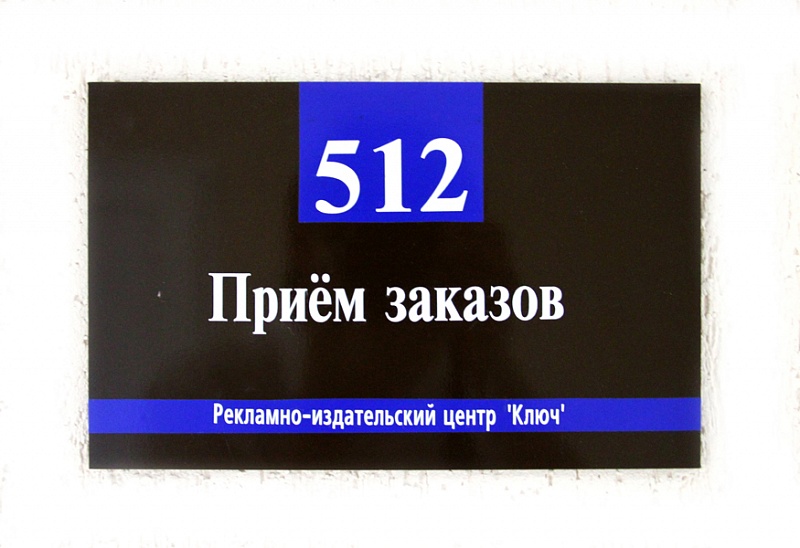 512
Приём заказов
Рекламно-издательский центр 'Ключ'